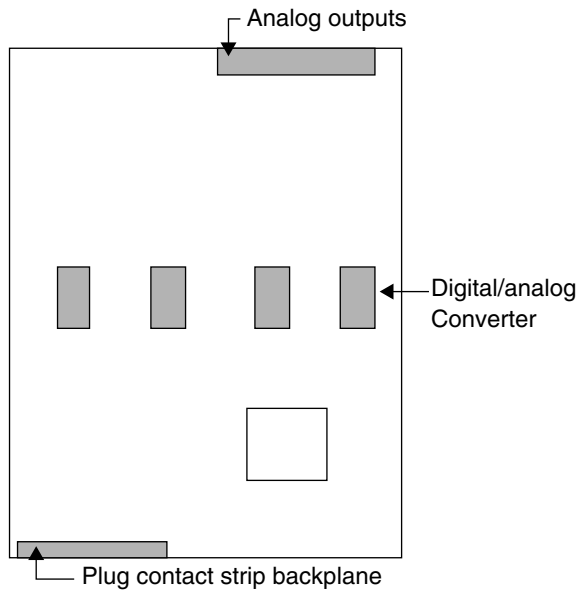 Analog outputs
Digital/analog
Converter
Plug contact strip backplane